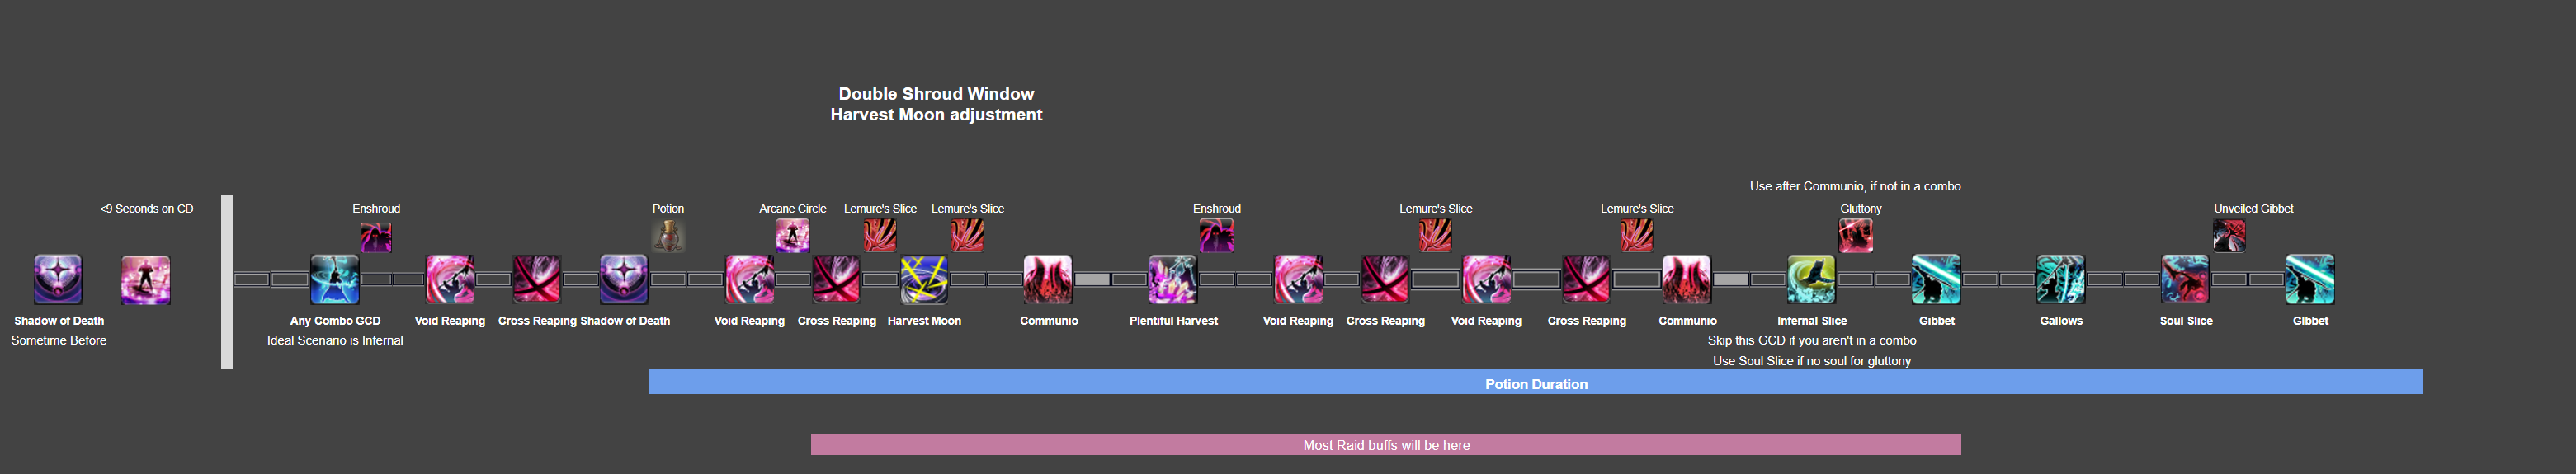 Double Shroud Window
Harvest Moon adjustment
Use after Communio, if not in a combo
<9 Seconds on CD
Enshroud
Potion
Arcane Circle
Lemure's Slice
Lemure's Slice
Enshroud
Lemure's Slice
Lemure's Slice
Gluttony
Unveiled Gibbet
Shadow of Death
Any Combo GCD
Void Reaping
Cross Reaping
Shadow of Death
Void Reaping
Cross Reaping
Harvest Moon
Communio
Plentiful Harvest
Void Reaping
Cross Reaping
Void Reaping
Cross Reaping
Communio
Infernal Slice
Gibbet
Gallows
Soul Slice
GIbbet
Sometime Before
Ideal Scenario is Infernal
Skip this GCD if you aren't in a combo
Use Soul Slice if no soul for gluttony
Potion Duration
Most Raid buffs will be here